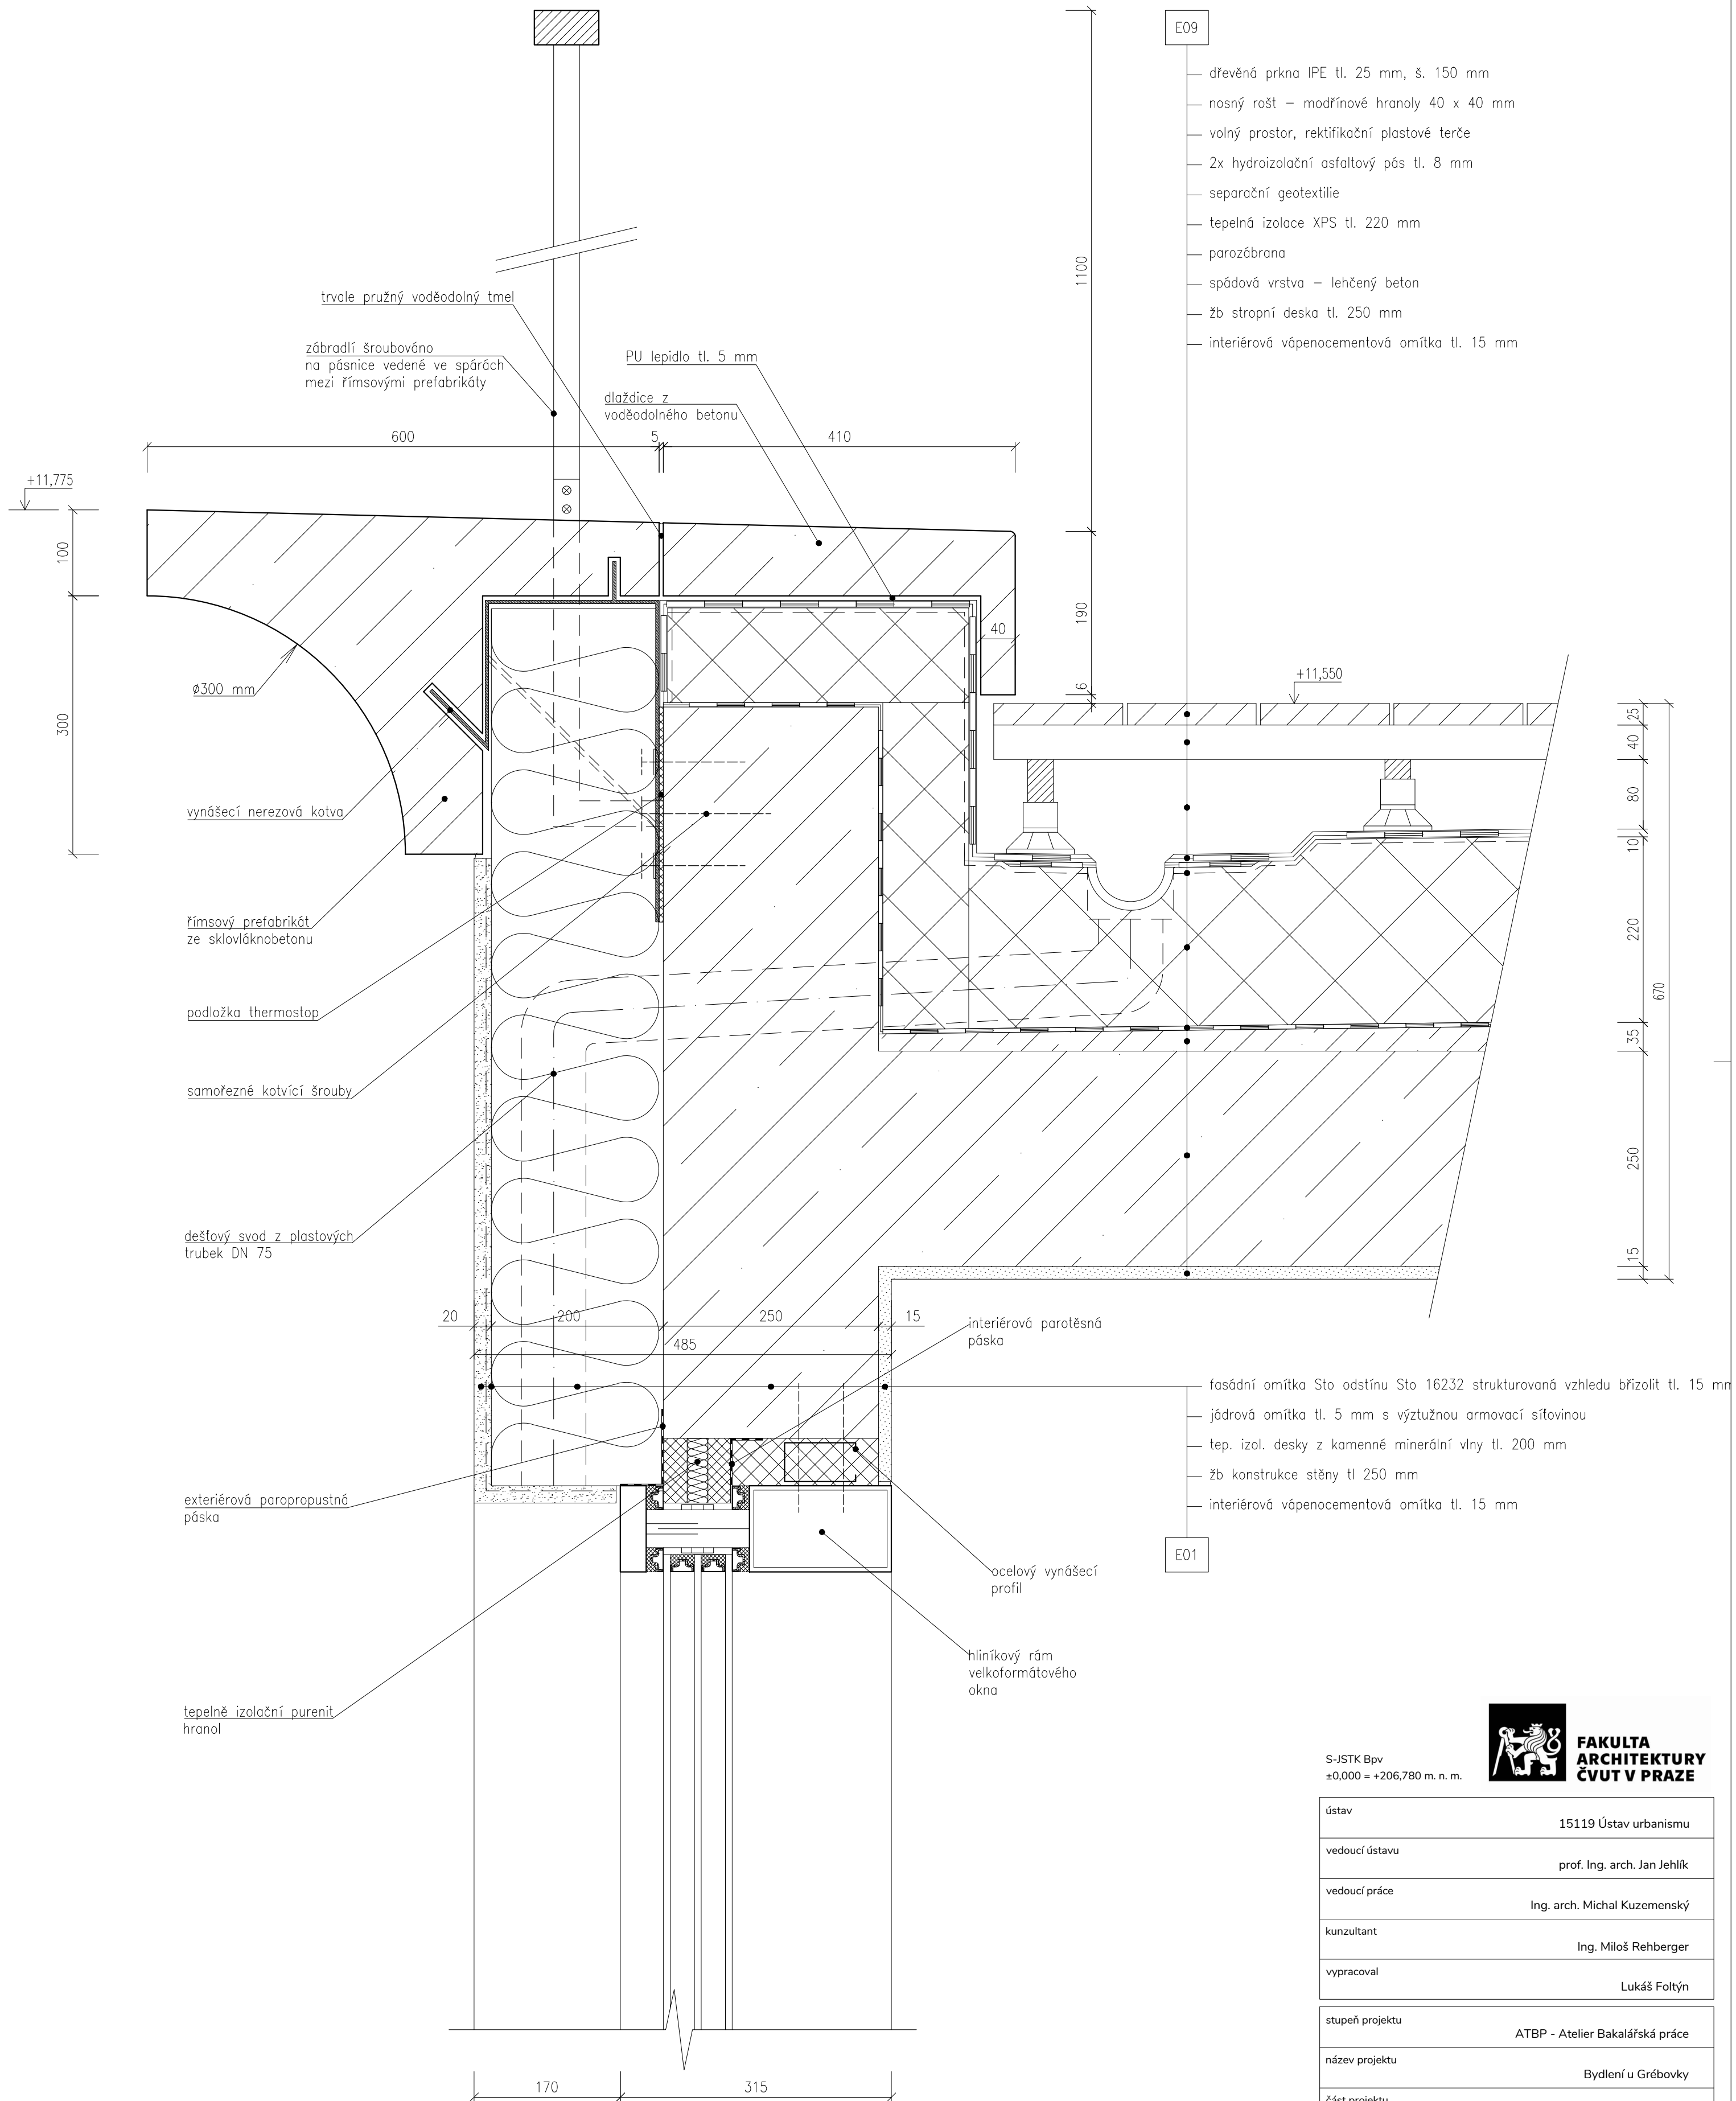 E09
dřevěná prkna IPE tl. 25 mm, š. 150 mm
nosný rošt – modřínové hranoly 40 x 40 mm
volný prostor, rektifikační plastové terče
2x hydroizolační asfaltový pás tl. 8 mm
separační geotextilie
tepelná izolace XPS tl. 220 mm
parozábrana
spádová vrstva – lehčený beton
žb stropní deska tl. 250 mm
interiérová vápenocementová omítka tl. 15 mm
1100
trvale pružný voděodolný tmel
zábradlí šroubováno
na pásnice vedené ve spárách
mezi římsovými prefabrikáty
PU lepidlo tl. 5 mm
dlaždice z
voděodolného betonu
600
5
410
+11,775
100
300
190
40
6
ø300 mm
+11,550
25
40
80
10
220
670
35
250
15
vynášecí nerezová kotva
římsový prefabrikát
ze sklovláknobetonu
podložka thermostop
samořezné kotvící šrouby
dešťový svod z plastových
trubek DN 75
20
200
250
15
485
interiérová parotěsná
páska
fasádní omítka Sto odstínu Sto 16232 strukturovaná vzhledu břizolit tl. 15 mm
jádrová omítka tl. 5 mm s výztužnou armovací síťovinou
tep. izol. desky z kamenné minerální vlny tl. 200 mm
žb konstrukce stěny tl 250 mm
interiérová vápenocementová omítka tl. 15 mm
E01
exteriérová paropropustná
páska
ocelový vynášecí
profil
hliníkový rám
velkoformátového
okna
tepelně izolační purenit
hranol
170
315
S-JSTK Bpv
±0,000 = +206,780 m. n. m.
FAKULTA
ARCHITEKTURY
ČVUT V PRAZE
ústav
15119 Ústav urbanismu
vedoucí ústavu
prof. Ing. arch. Jan Jehlík
vedoucí práce
Ing. arch. Michal Kuzemenský
kunzultant
Ing. Miloš Rehberger
vypracoval
Lukáš Foltýn
stupeň projektu
ATBP - Atelier Bakalářská práce
název projektu
Bydlení u Grébovky
část projektu